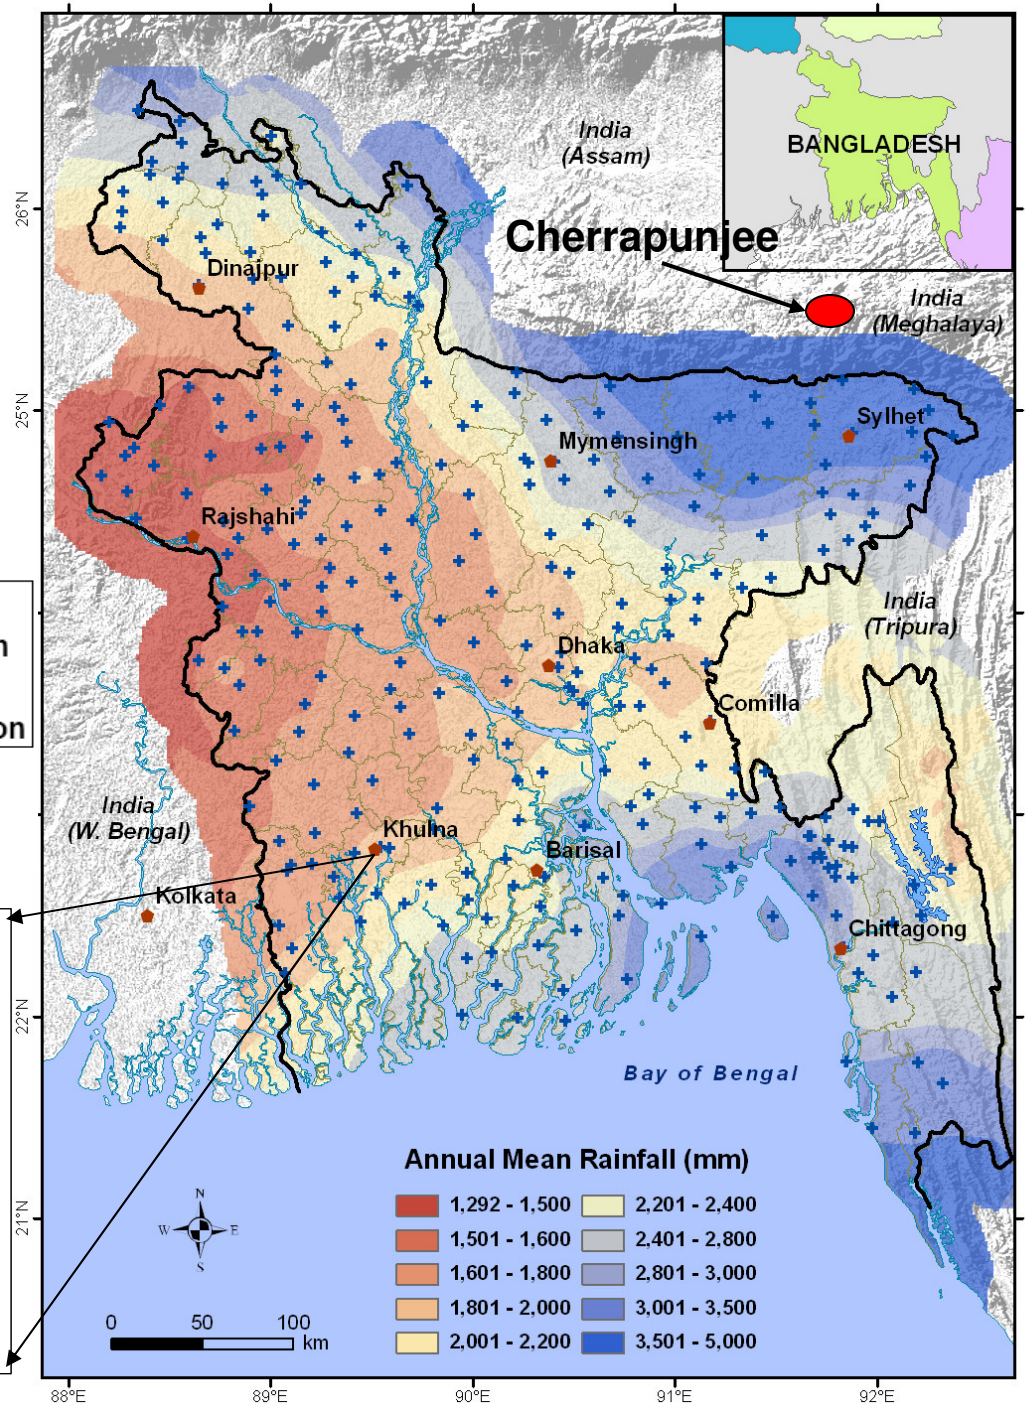 India
(Assam)
BANGLADESH
Cherrapunjee
India
(Meghalaya)
Dinajpur
Sylhet
Mymensingh
Rajshahi
India
(Tripura)
Dhaka
Comilla
India
(W. Bengal)
Khulna
Barisal
Kolkata
Chittagong
Bay of Bengal
Annual Mean Rainfall (mm)
1,292 - 1,500
1,501 - 1,600
1,601 - 1,800
1,801 - 2,000
2,001 - 2,200
2,201 - 2,400
2,401 - 2,800
2,801 - 3,000
3,001 - 3,500
3,501 - 5,000
N
W E
S
0 50 100
km
26°N
25°N
22°N
21°N
88°E 89°E 90°E 91°E 92°E
on